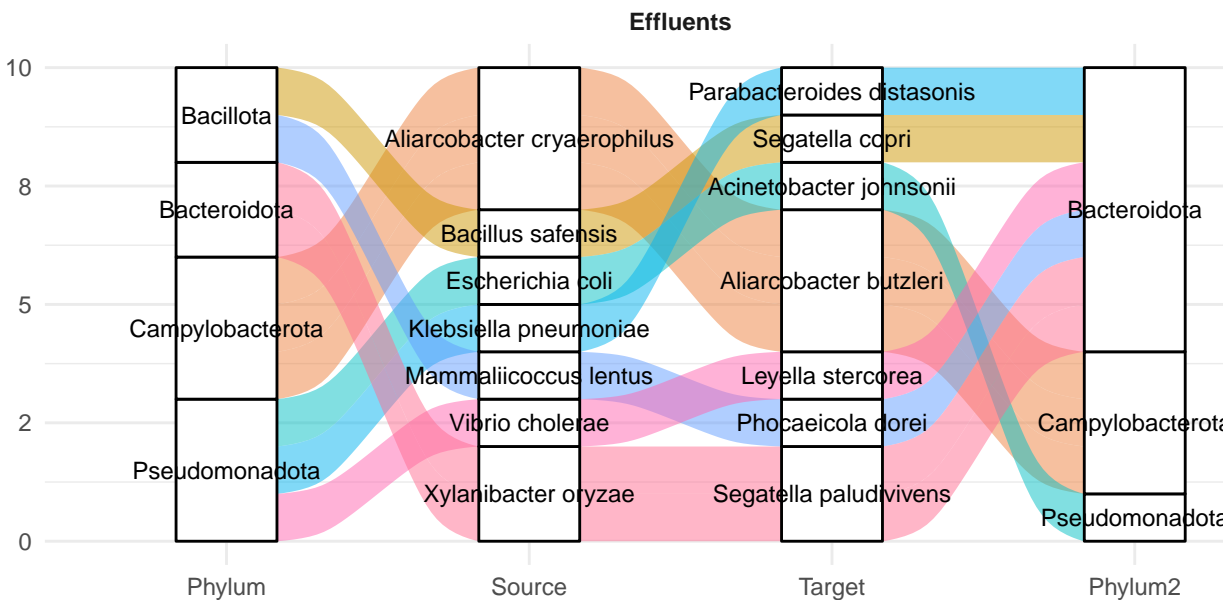 Effluents
10
8
5
2
0
Bacillota
Bacteroidota
Campylobacterota
Pseudomonadota
Aliarcobacter cryaerophilus
Bacillus safensis
Escherichia coli
Klebsiella pneumoniae
Mammaliicoccus lentus
Vibrio cholerae
Xylanibacter oryzae
Parabacteroides distasonis
Segatella copri
Acinetobacter johnsonii
Aliarcobacter butzleri
Leyella stercorea
Phocaeicola dorei
Segatella paludivivens
Bacteroidota
Campylobacterota
Pseudomonadota
Phylum
Source
Target
Phylum2